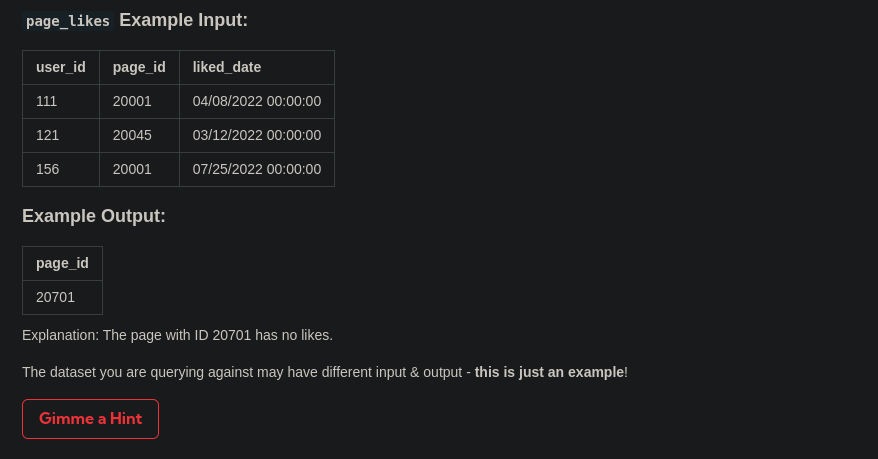 page_likes Example Input:
user_id page_id liked_date
111 20001 04/08/2022 00:00:00
121 20045 03/12/2022 00:00:00
156 20001 07/25/2022 00:00:00
Example Output:
page_id
20701
Explanation: The page with ID 20701 has no likes.
The dataset you are querying against may have different input & output - this is just an example!
Gimme a Hint